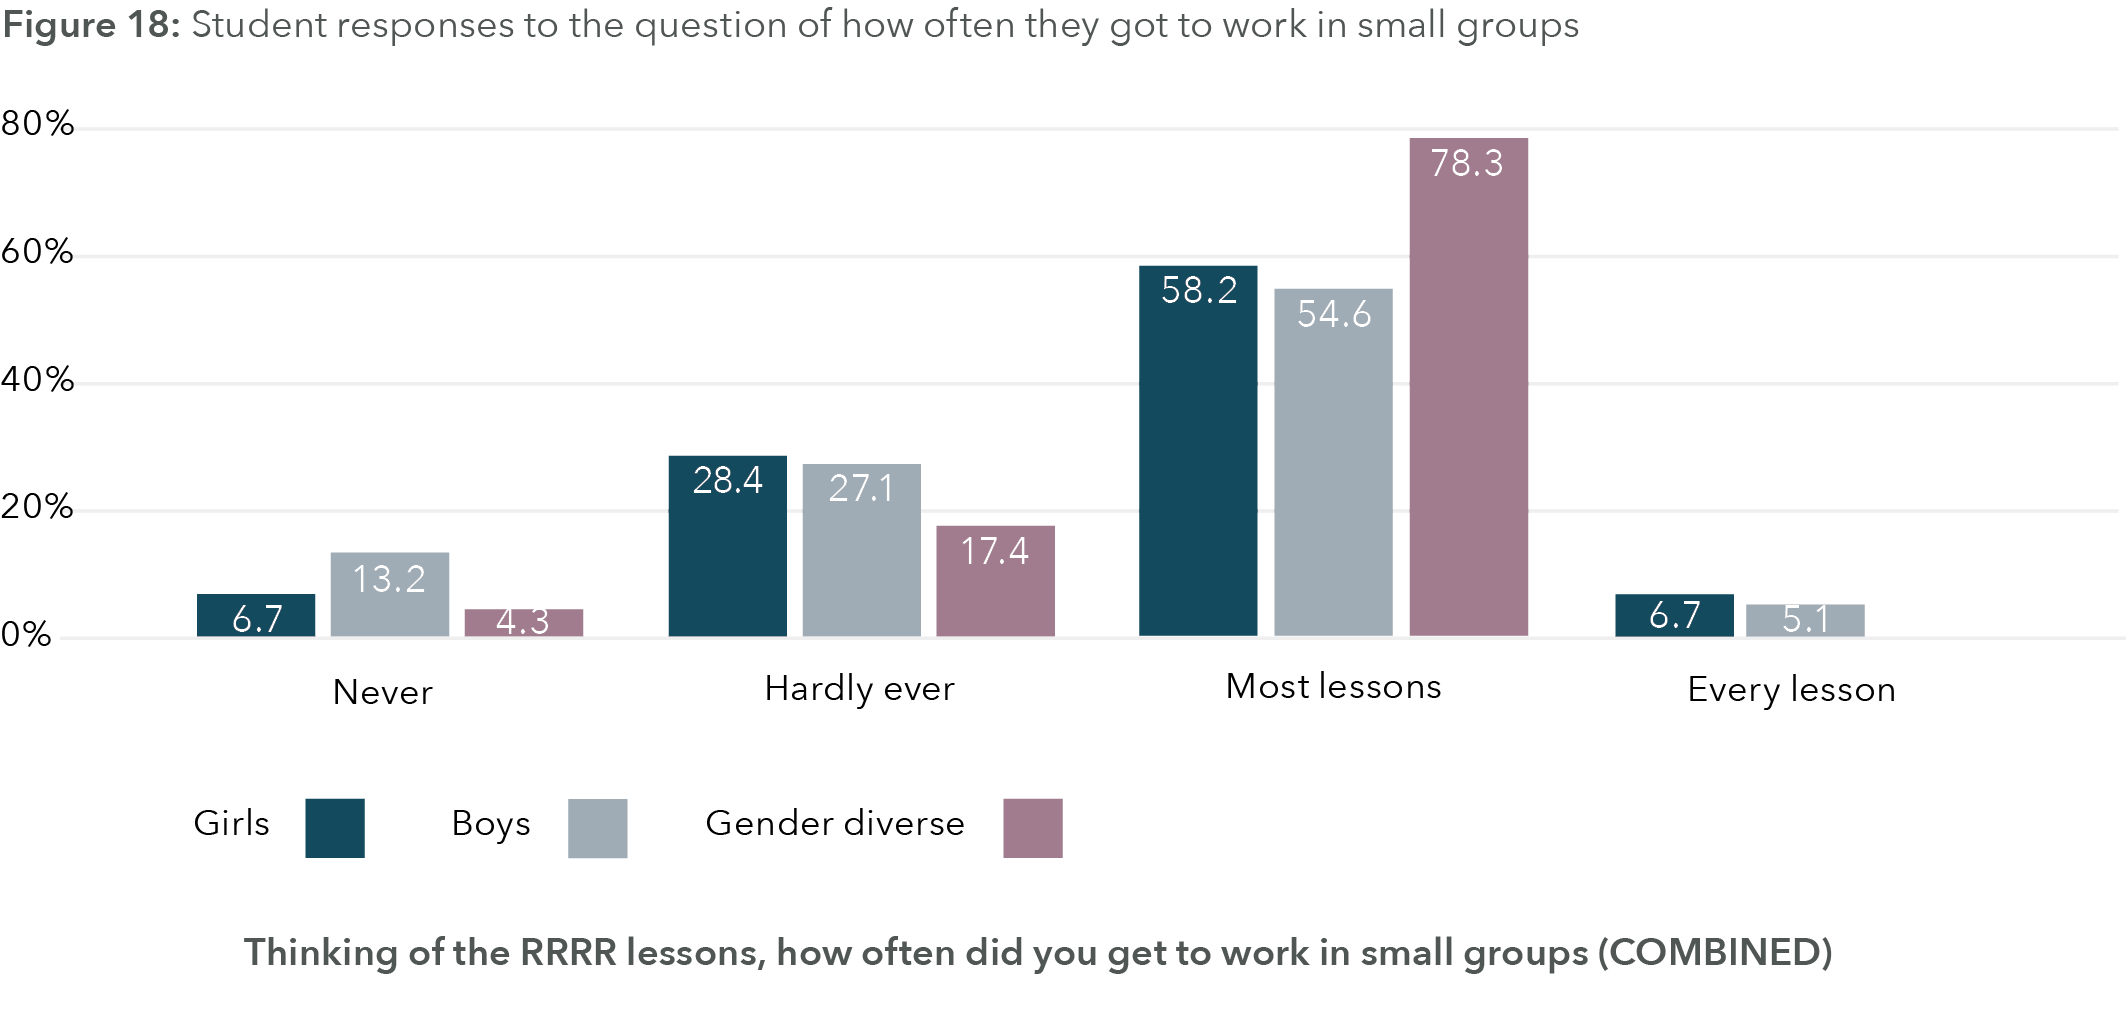 Figure 18: Student responses to the question of how often they got to work in small groups
80%
78.3
60%
58.2
54.6
40%
28.4
27.1
20%
17.4
13.2
6.7
4.3
6.7
5.1
0%
Never
Hardly ever
Most lessons
Every lesson
Girls
Boys
Gender diverse
Thinking of the RRRR lessons, how often did you get to work in small groups (COMBINED)